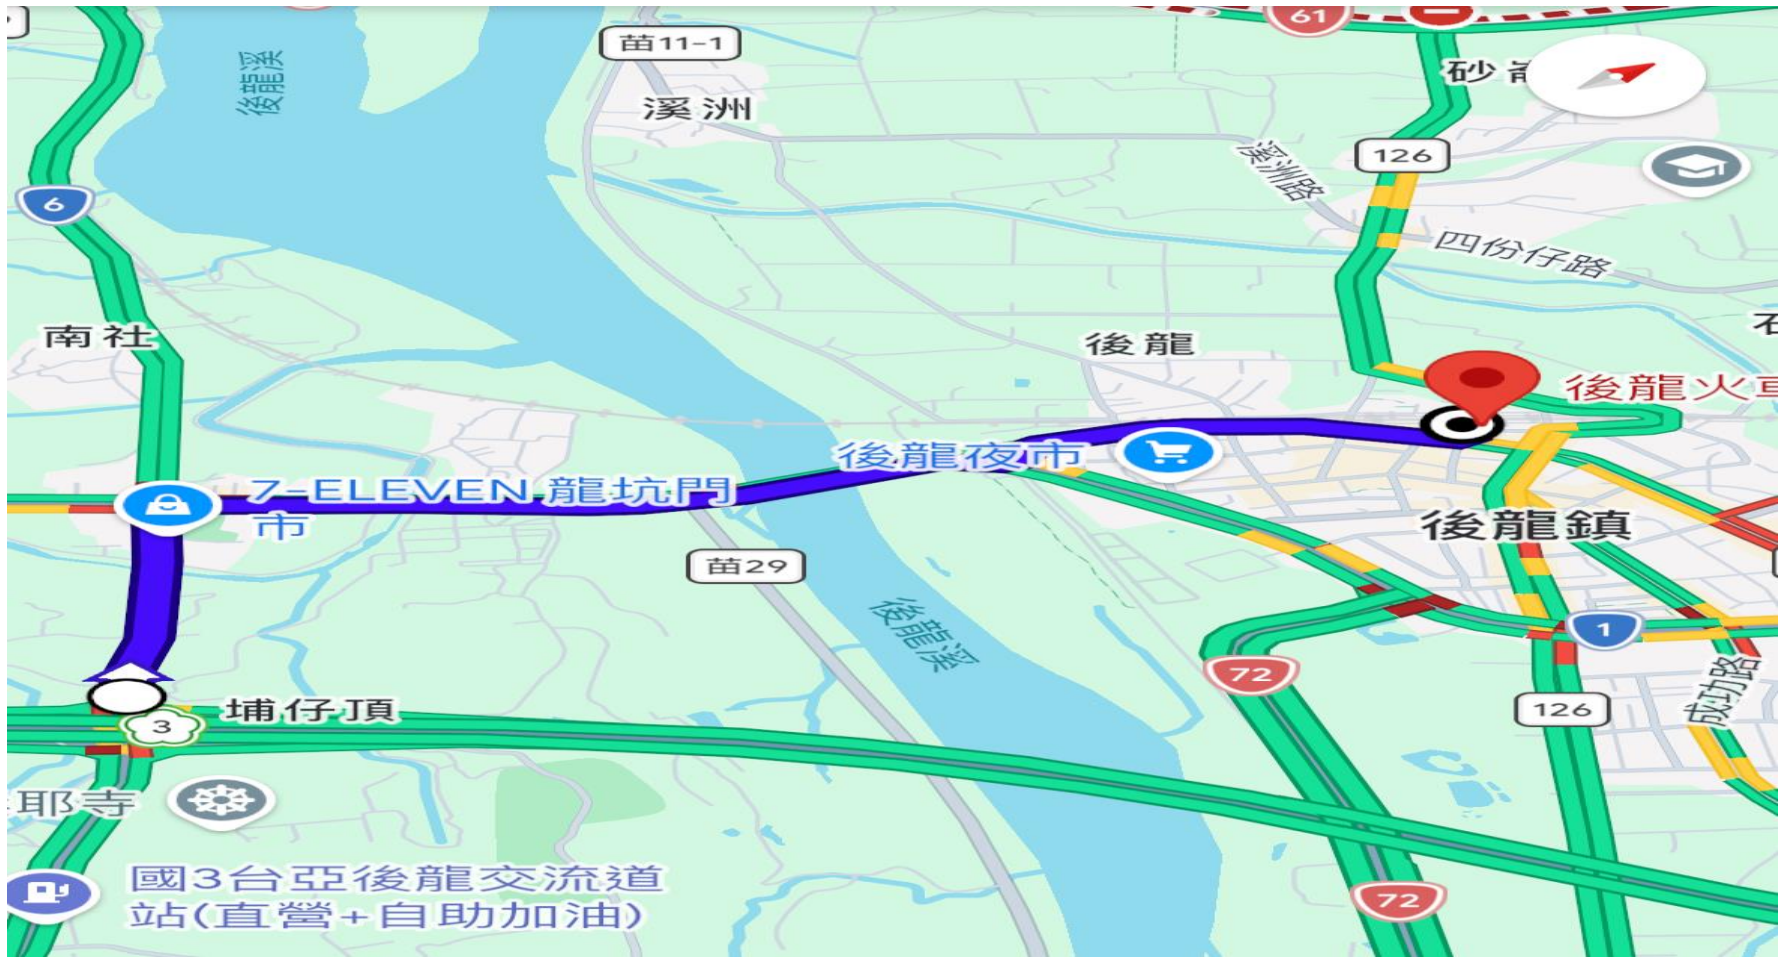 61
苗11-1
後龍溪
溪洲
砂
126
溪洲路
6
四份仔路
南社
後龍
後龍火車
後龍夜市
7-ELEVEN 龍坑門
市
後龍鎮
苗29
後龍溪
1
72
126
成功路
埔仔頂
3
耶寺
國3台亞後龍交流道
站(直營+自助加油)
72